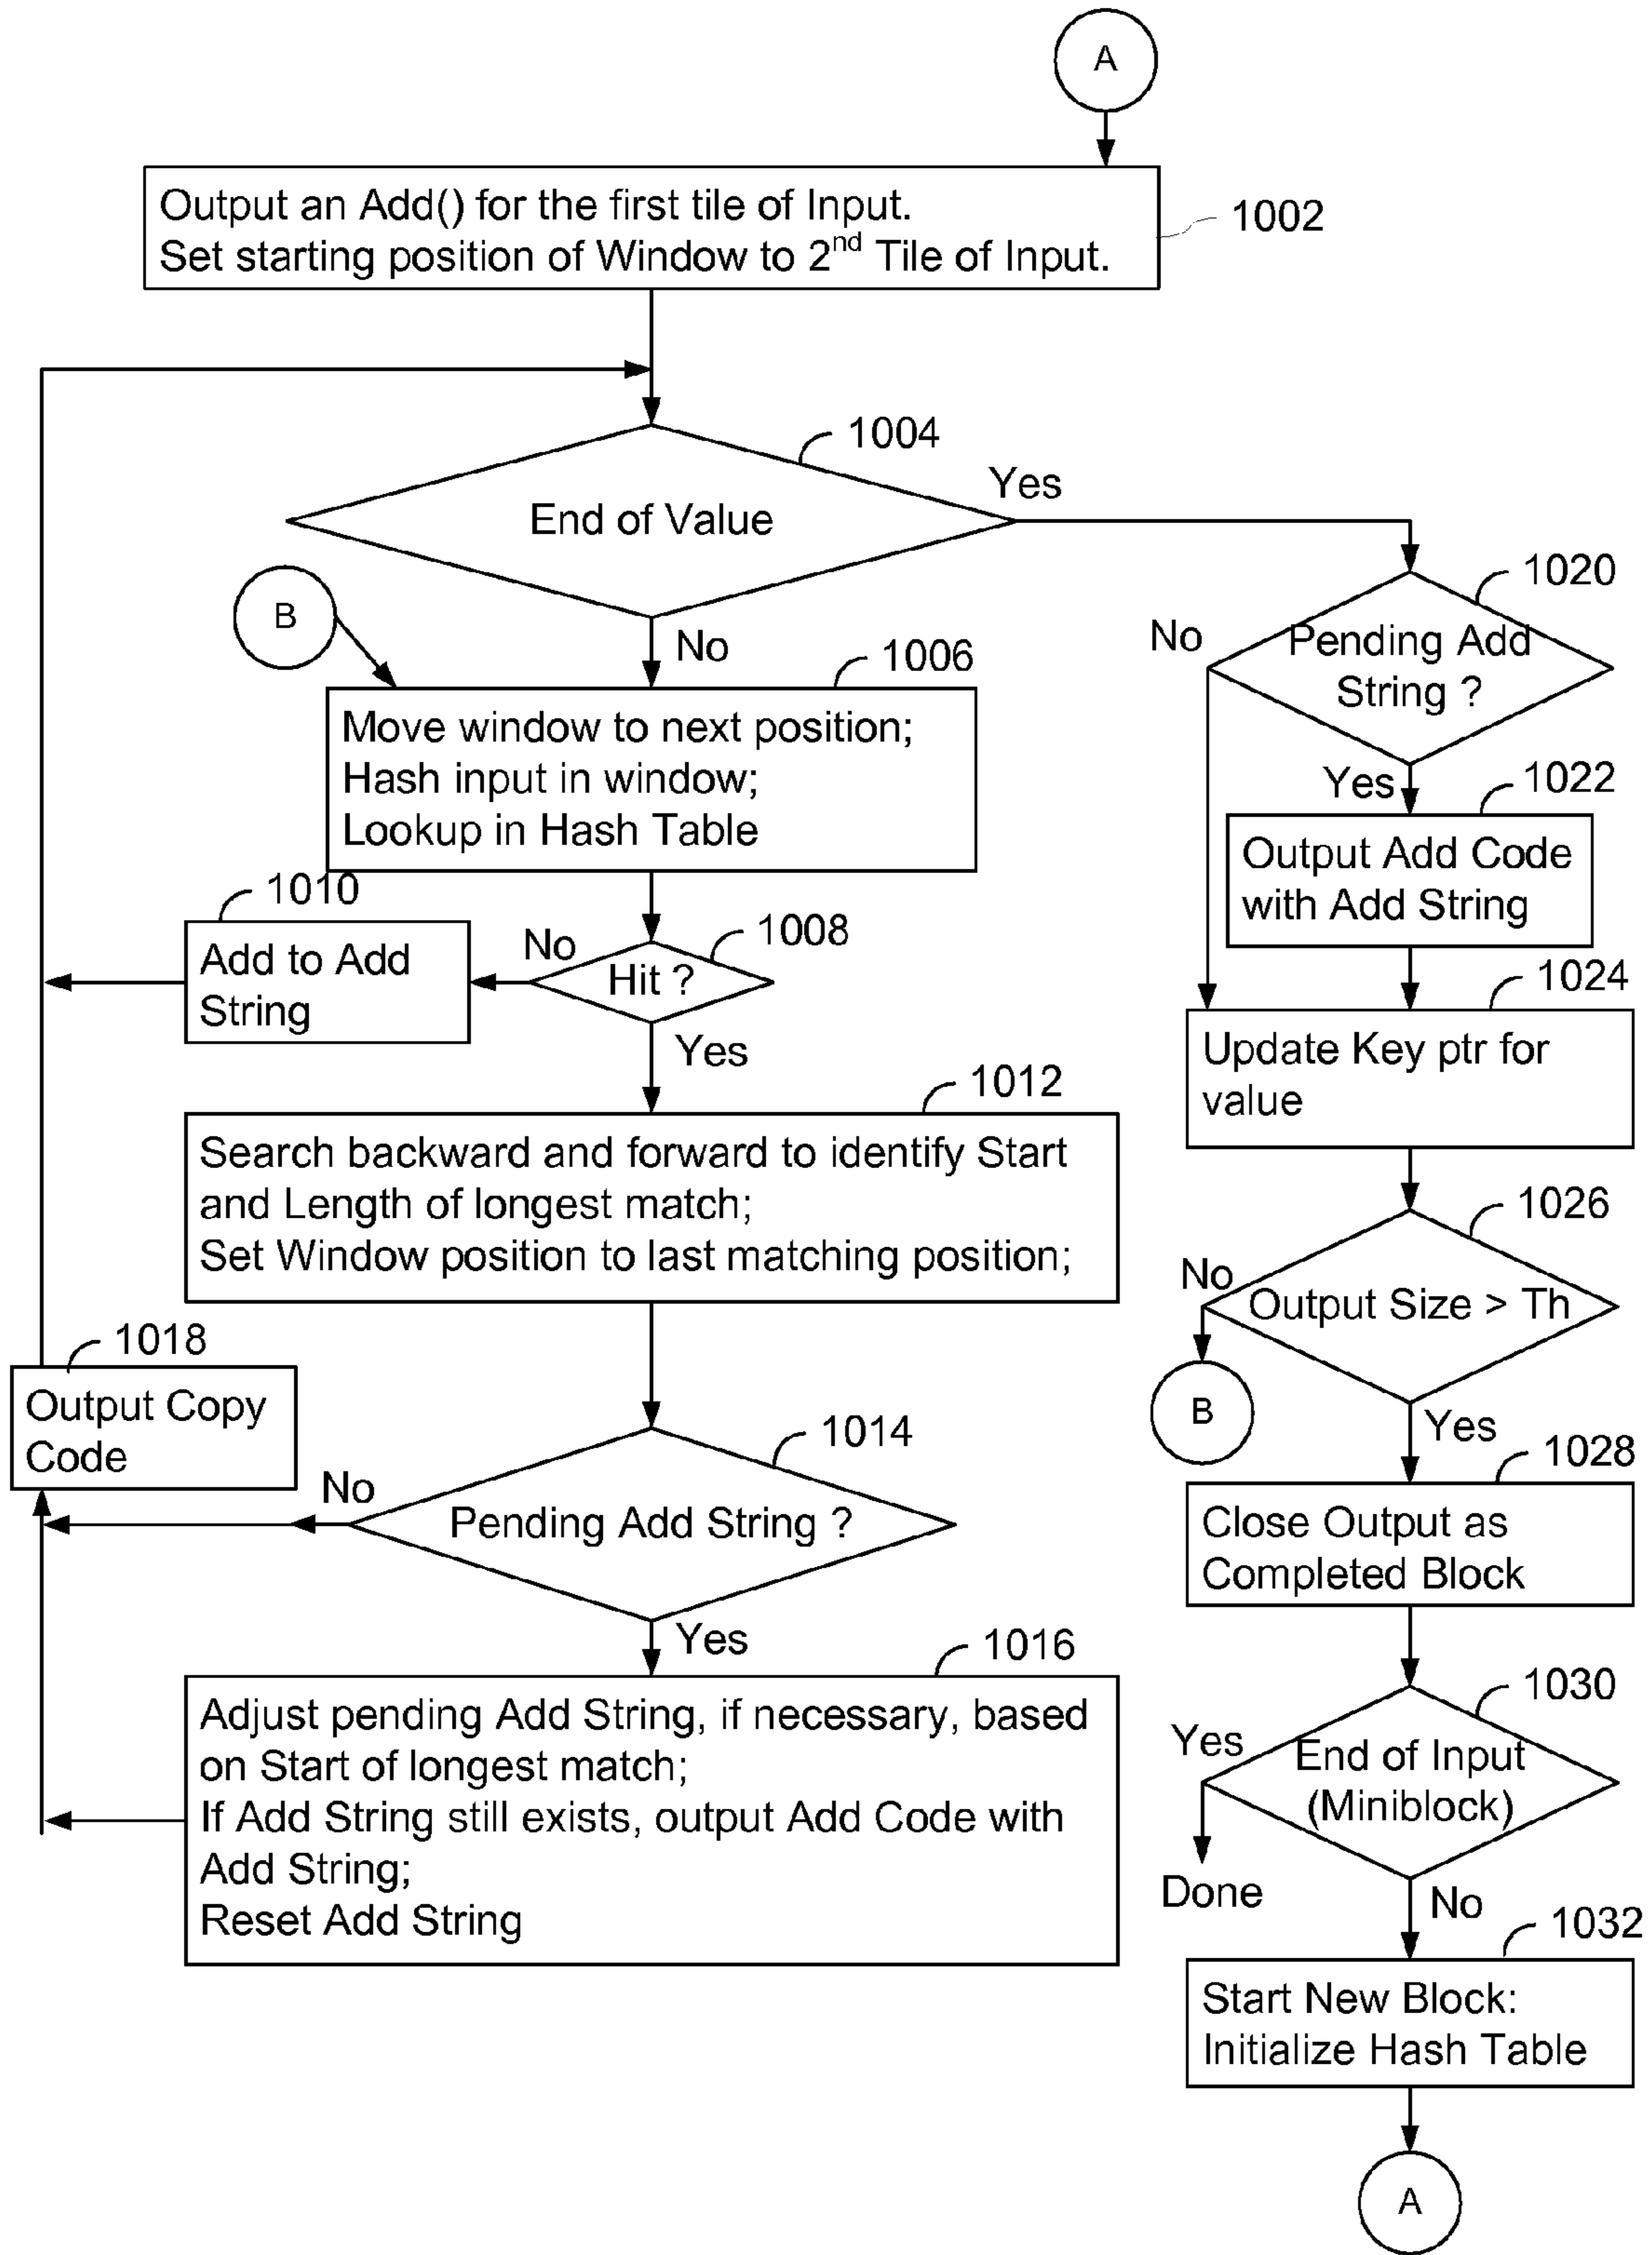 A
Output an Add() for the first tile of Input.
Set starting position of Window to 2nd Tile of Input.
1002
1004
End of Value
Yes
No
B
1006
Move window to next position;
Hash input in window;
Lookup in Hash Table
1010
Add to Add
String
No
1008
Hit ?
Yes
1012
Search backward and forward to identify Start
and Length of longest match;
Set Window position to last matching position;
1018
Output Copy
Code
1014
No
Pending Add String ?
Yes
1016
Adjust pending Add String, if necessary, based
on Start of longest match;
If Add String still exists, output Add Code with
Add String;
Reset Add String
1020
No
Pending Add
String ?
Yes
1022
Output Add Code
with Add String
1024
Update Key ptr for
value
1026
No
Output Size > Th
B
Yes
1028
Close Output as
Completed Block
1030
Yes
End of Input
(Miniblock)
Done
No
1032
Start New Block:
Initialize Hash Table
A